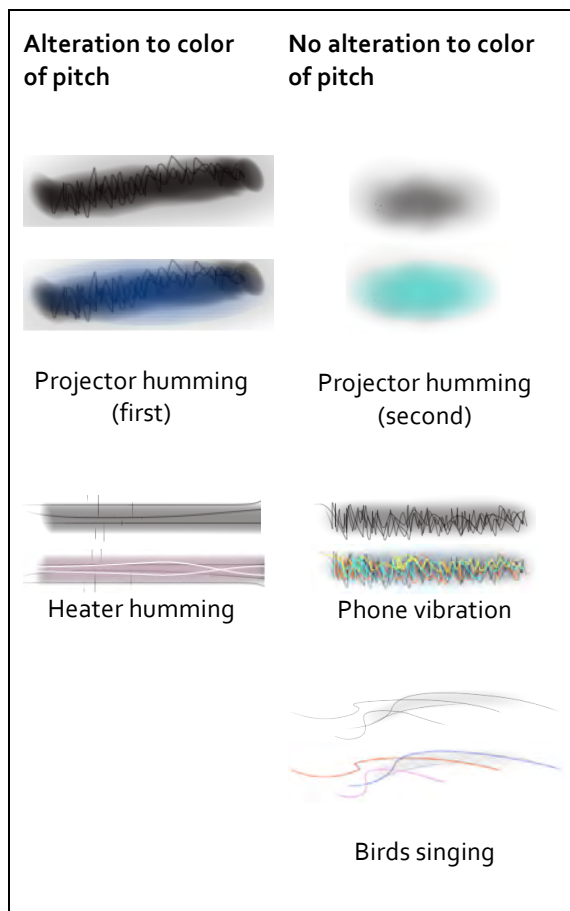 Alteration to color
of pitch
No alteration to color
of pitch
Projector humming
(first)
Projector humming
(second)
Heater humming
Phone vibration
Birds singing